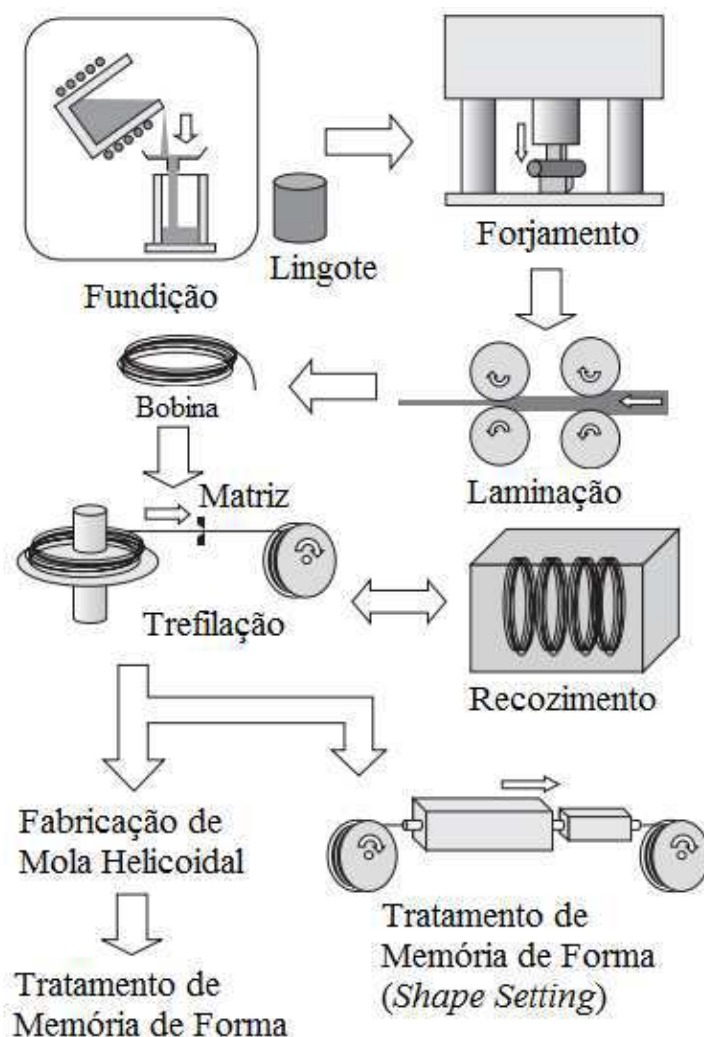 Fundição
Lingote
Forjamento
Laminação
Bobina
Matriz
Trefilação
Recozimento
Fabricação de
Mola Helicoidal
Tratamento de
Memória de Forma
Tratamento de
Memória de Forma
(Shape Setting)